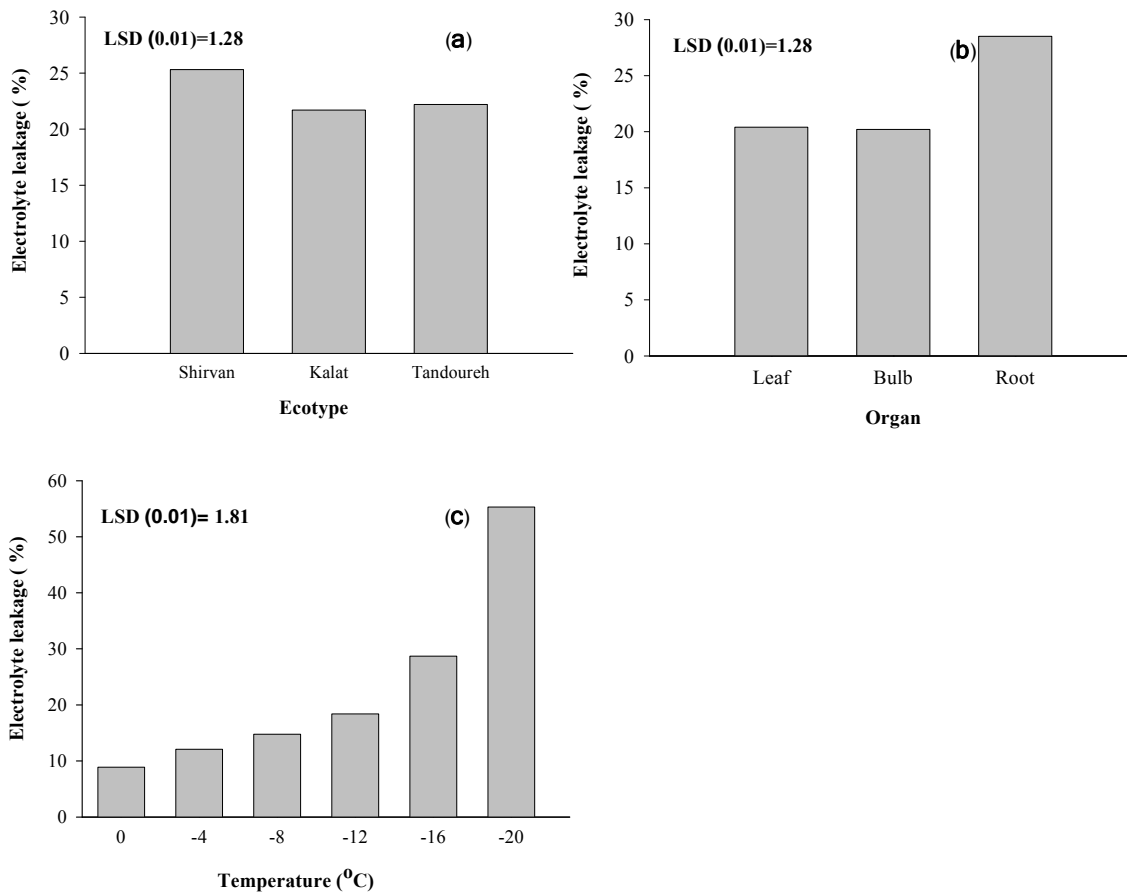 LSD (0.01)=1.28
(a)
Electrolyte leakage ( %)
30
25
20
15
10
5
0
Shirvan Kalat Tandoureh
Ecotype
LSD (0.01)=1.28
(b)
Electrolyte leakage ( %)
30
25
20
15
10
5
0
Leaf Bulb Root
Organ
LSD (0.01)= 1.81
(c)
Electrolyte leakage ( %)
60
50
40
30
20
10
0
0 -4 -8 -12 -16 -20
Temperature (⁰C)